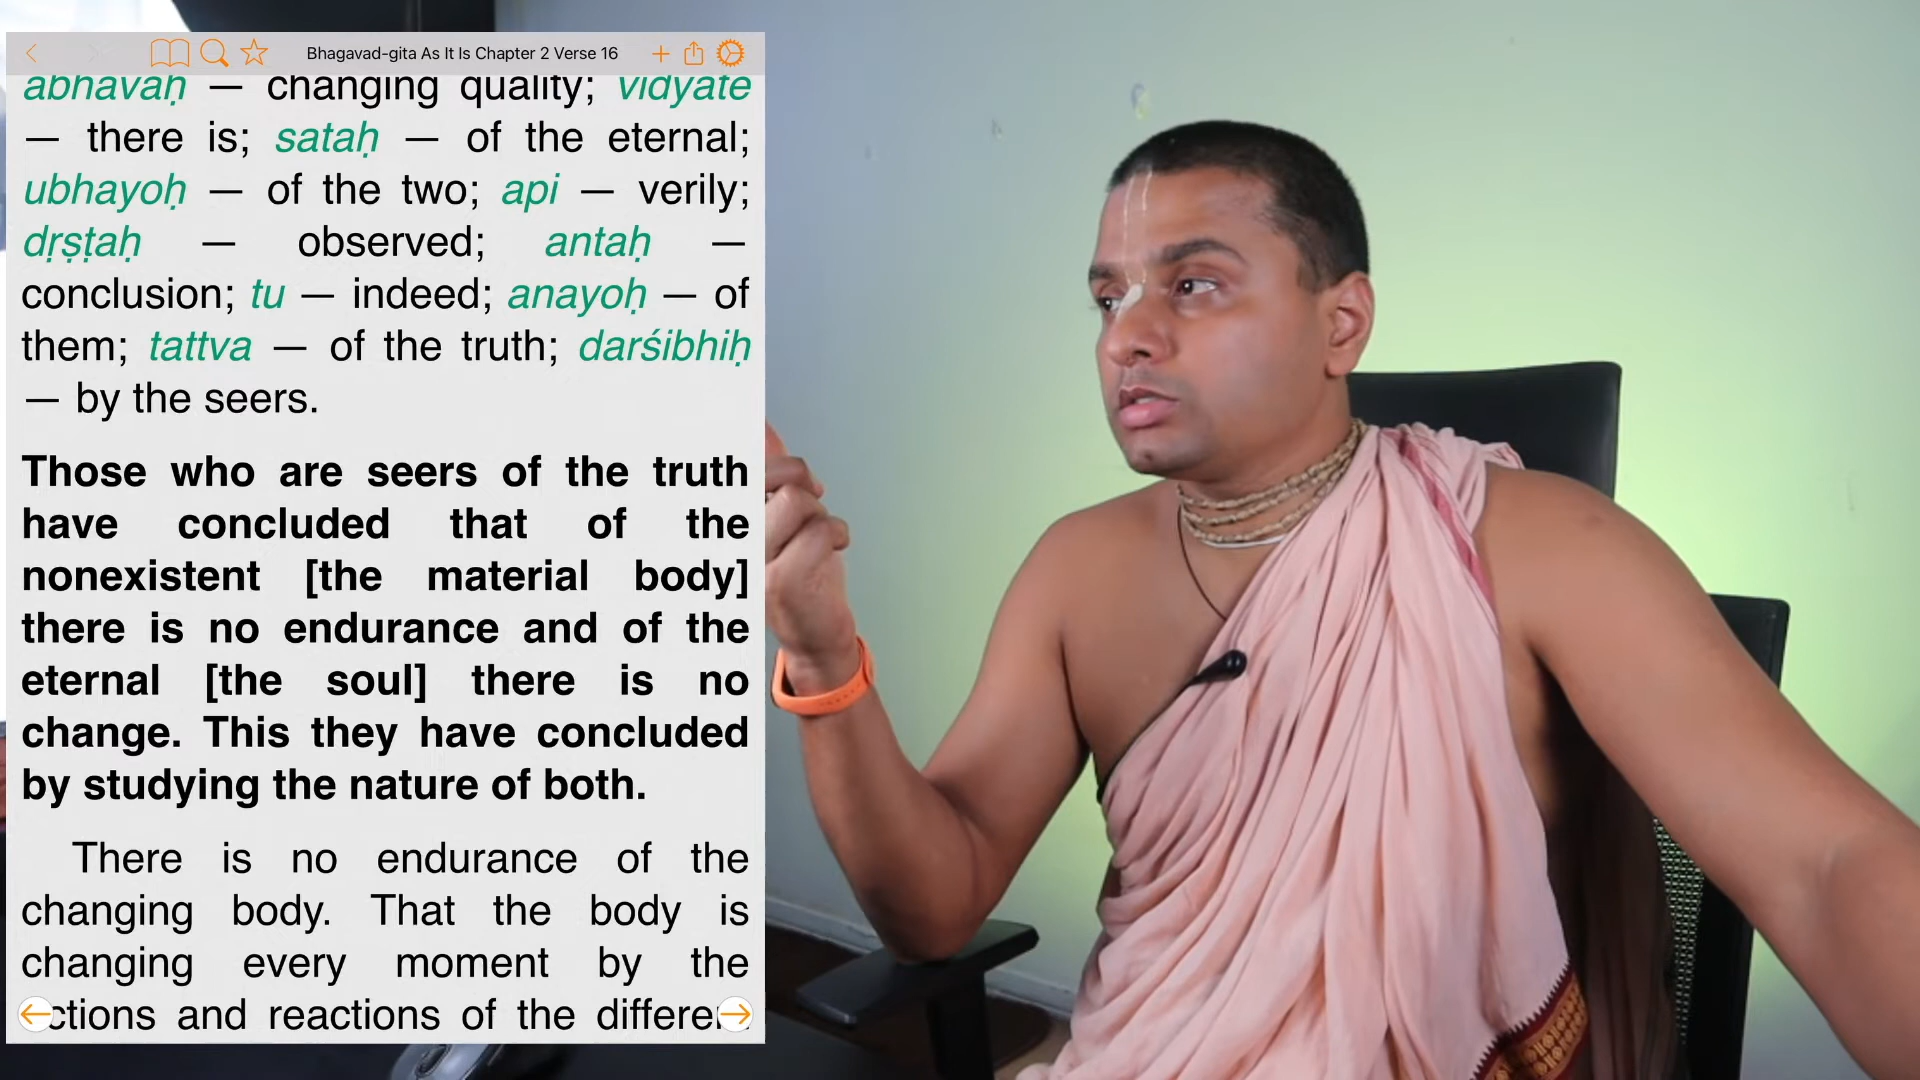 Bhagavad-gita As It Is Chapter 2 Verse 16
abhāvaḥ — changing quality; vidyate
— there is; sataḥ — of the eternal;
ubhayoḥ — of the two; api — verily;
dṛṣṭaḥ — observed; antaḥ —
conclusion; tu — indeed; anayoḥ — of
them; tattva — of the truth; darśibhiḥ
— by the seers.
Those who are seers of the truth
have concluded that of the
nonexistent [the material body]
there is no endurance and of the
eternal [the soul] there is no
change. This they have concluded
by studying the nature of both.
There is no endurance of the
changing body. That the body is
changing every moment by the
ctions and reactions of the differen